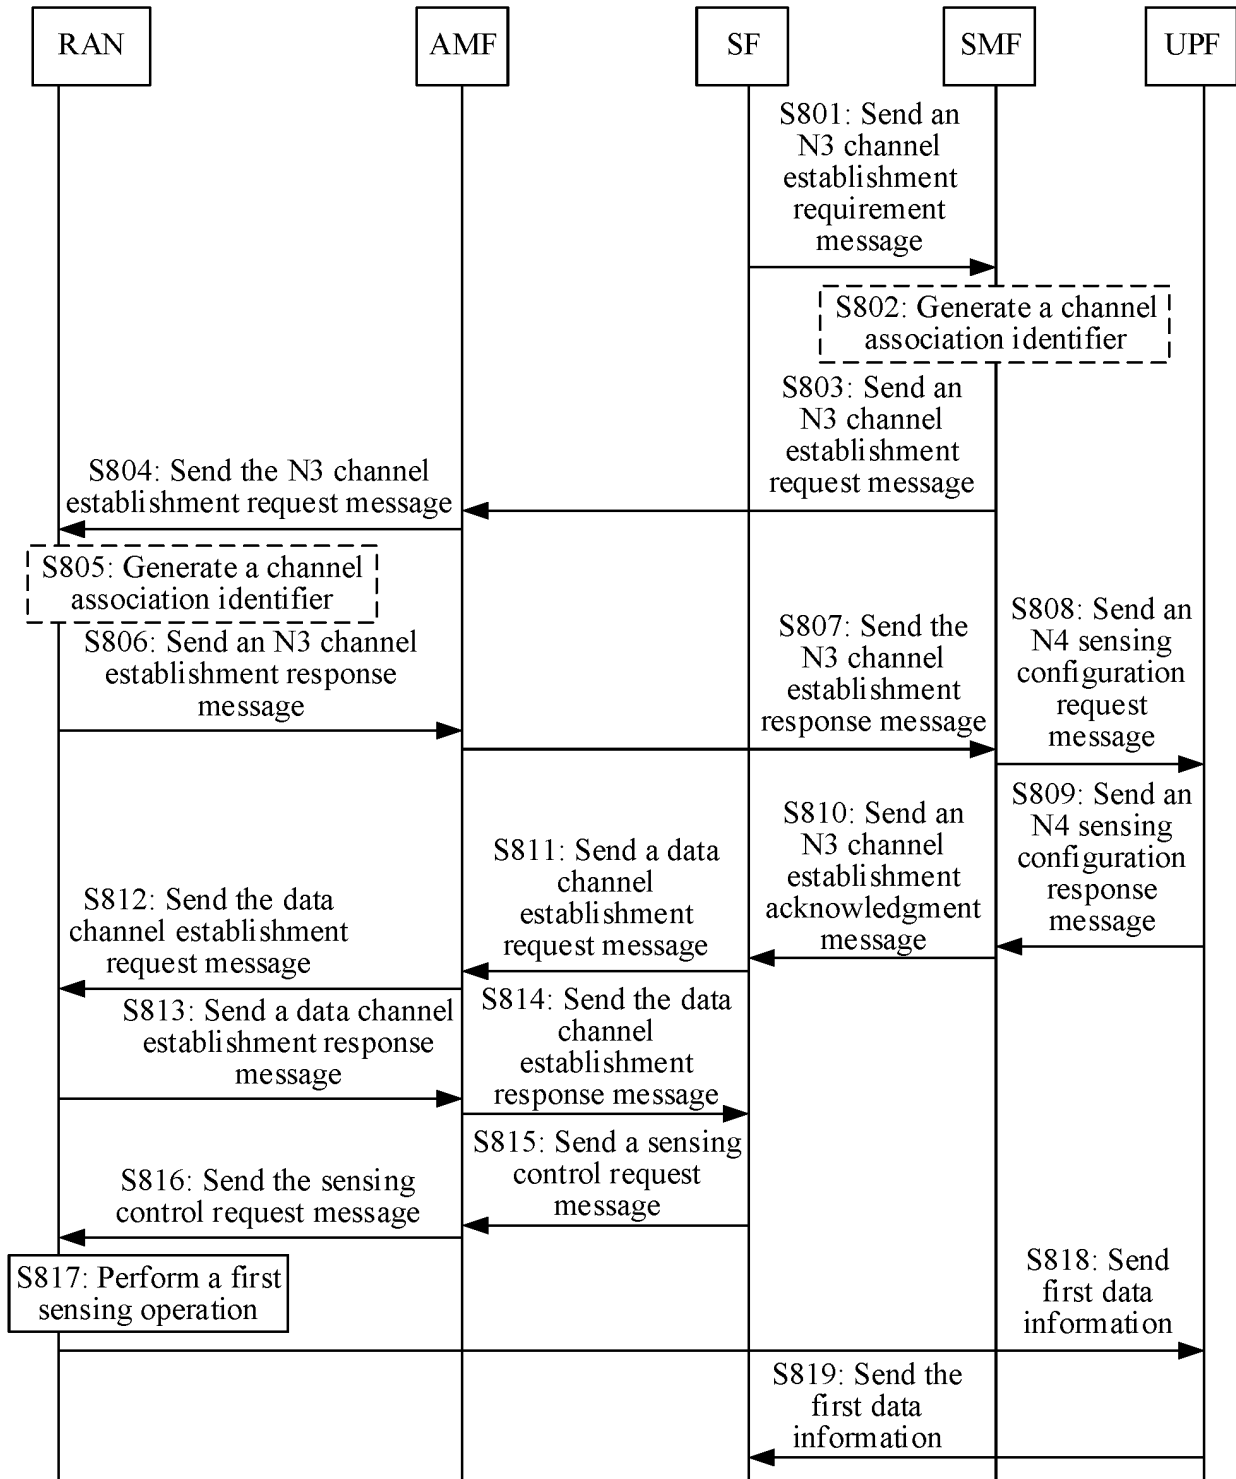 RAN
AMF
SF
SMF
UPF
S801: Send an
N3 channel
establishment
requirement
message
S802: Generate a channel
association identifier
S803: Send an
N3 channel
establishment
request message
S804: Send the N3 channel
establishment request message
S805: Generate a channel
association identifier
S806: Send an N3 channel
establishment response
message
S807: Send the
N3 channel
establishment
response message
S808: Send an
N4 sensing
configuration
request
message
S809: Send an
N4 sensing
configuration
response
message
S810: Send an
N3 channel
establishment
acknowledgment
message
S811: Send a data
channel
establishment
request message
S812: Send the data
channel establishment
request message
S813: Send a data channel
establishment response
message
S814: Send the data
channel
establishment
response message
S815: Send a sensing
control request
message
S816: Send the sensing
control request message
S817: Perform a first
sensing operation
S818: Send
first data
information
S819: Send the
first data
information